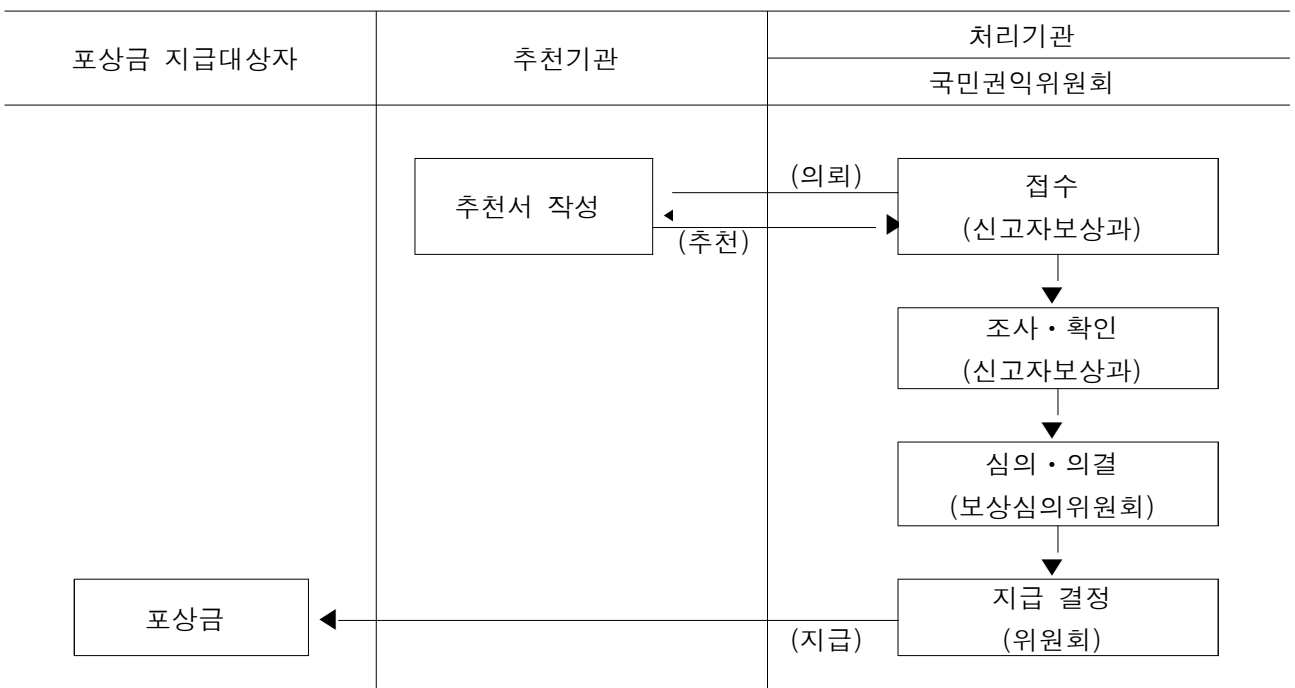 포상금 지급대상자
추천기관
처리기관
국민권익위원회
추천서 작성
(의뢰)
(추천)
접수
(신고자보상과)
조사·확인
(신고자보상과)
심의·의결
(보상심의위원회)
포상금
(지급)
지급 결정
(위원회)